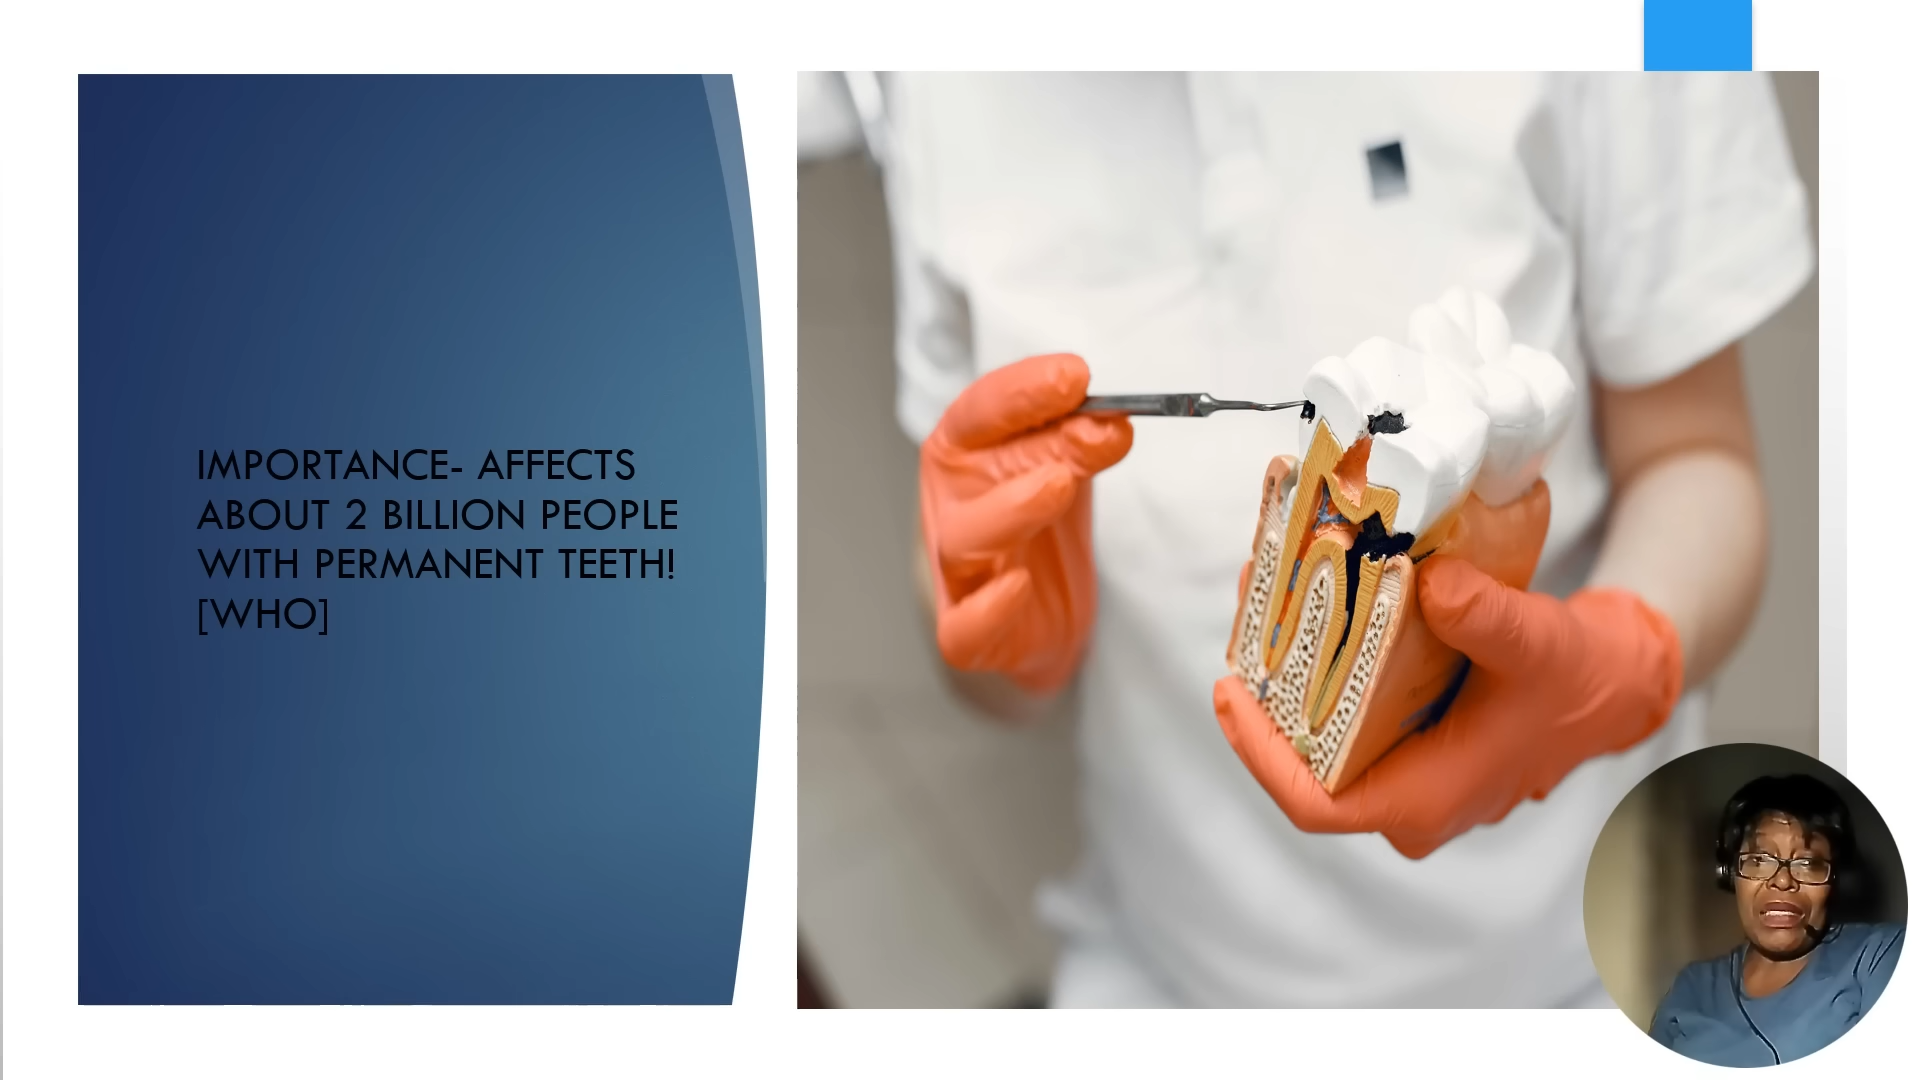 IMPORTANCE- AFFECTS
ABOUT 2 BILLION PEOPLE
WITH PERMANENT TEETH!
[WHO]